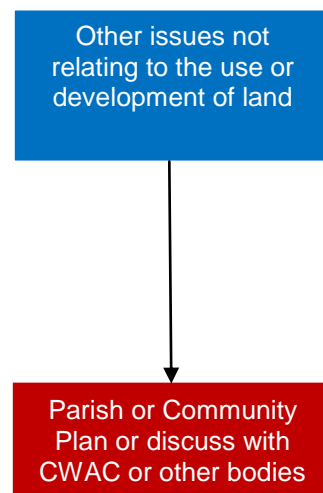 Other issues not
relating to the use or
development of land
Parish or Community
Plan or discuss with
CWAC or other bodies